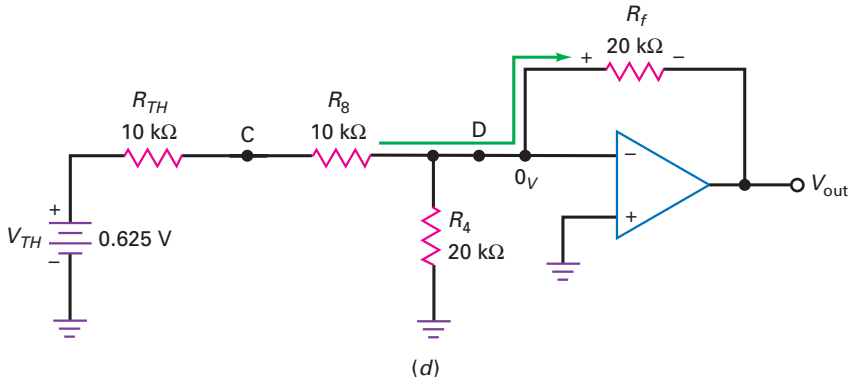 R_f
20 kΩ
+ −
R_TH
10 kΩ
C
R_8
10 kΩ
D
0_V
−
+
V_out
R_4
20 kΩ
+
V_TH
0.625 V
−
(d)